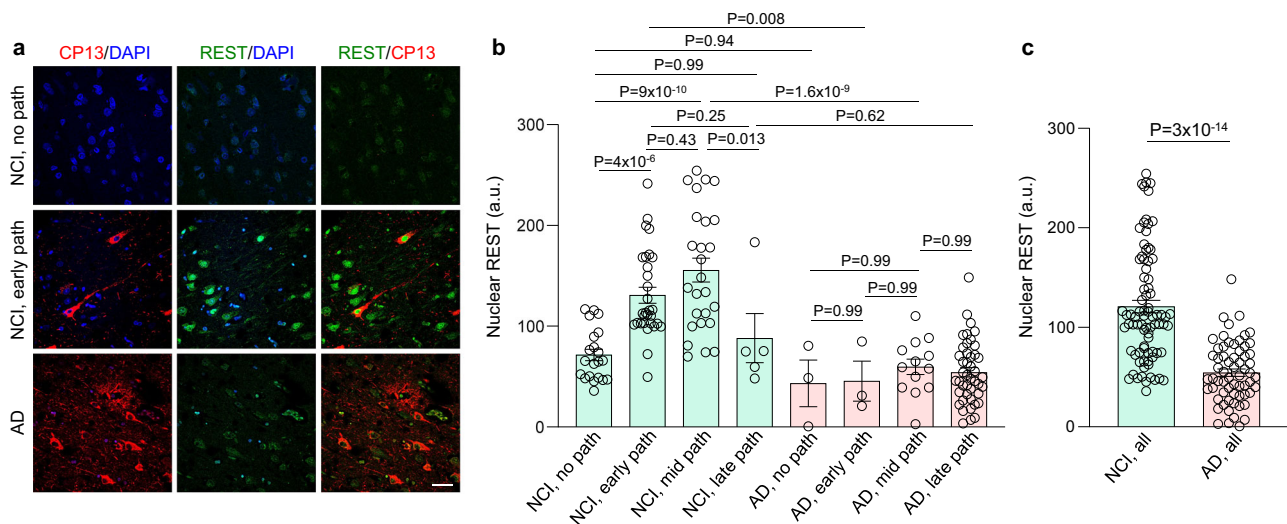 a
CP13/DAPI
REST/DAPI
REST/CP13
NCI, no path
NCI, early path
AD
b
P=0.008
P=0.94
P=0.99
P=9x10⁻¹⁰
P=1.6x10⁻⁹
P=0.25
P=0.62
P=0.43
P=0.013
P=4x10⁻⁶
P=0.99
P=0.99
P=0.99
P=0.99
Nuclear REST (a.u.)
300
200
100
0
NCI, no path
NCI, early path
NCI, mid path
NCI, late path
AD, no path
AD, early path
AD, mid path
AD, late path
c
P=3x10⁻¹⁴
Nuclear REST (a.u.)
300
200
100
0
NCI, all
AD, all